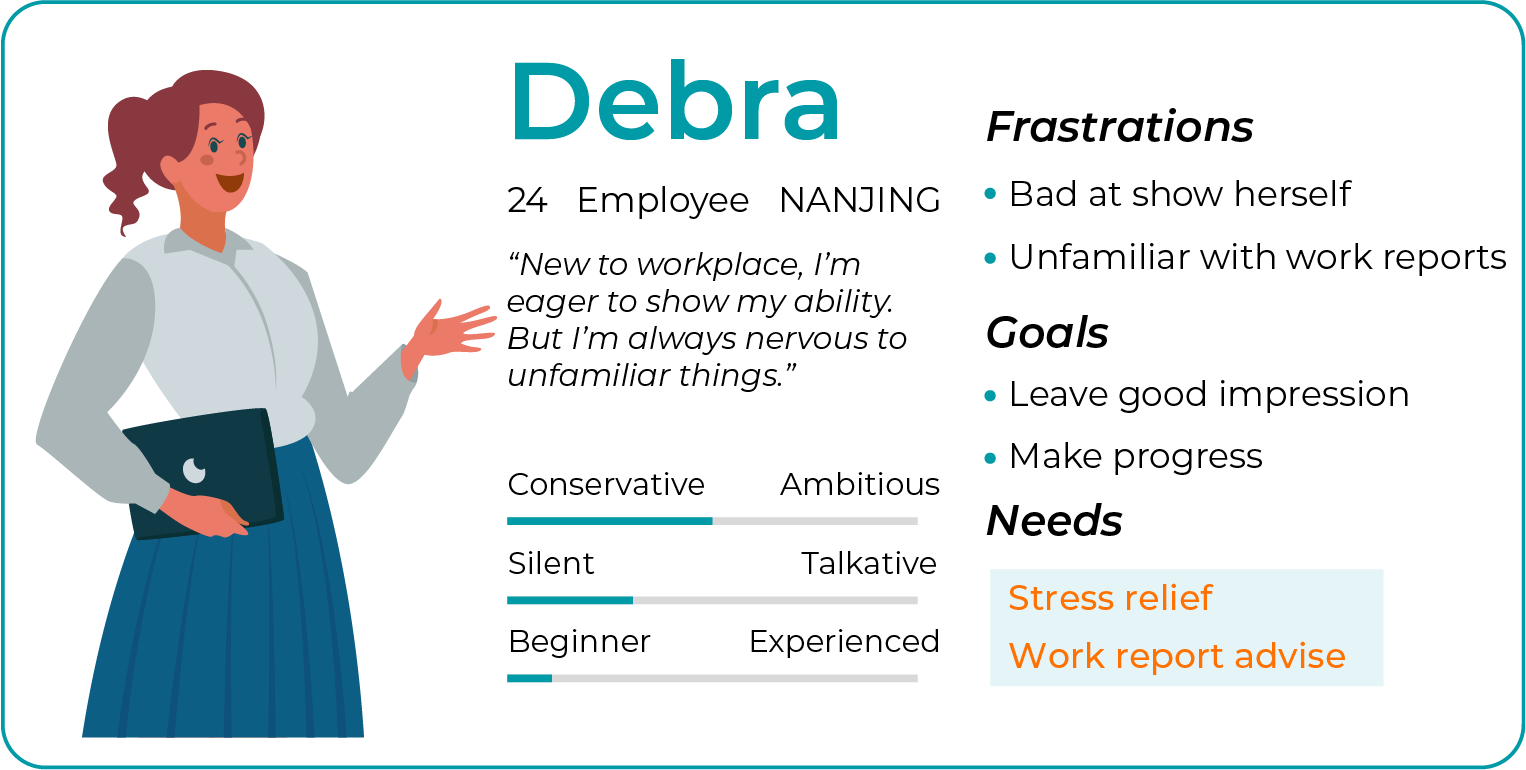 Debra
24 Employee NANJING
“New to workplace, I’m
eager to show my ability.
But I’m always nervous to
unfamiliar things.”
Conservative Ambitious
Silent Talkative
Beginner Experienced
Frastrations
• Bad at show herself
• Unfamiliar with work reports
Goals
• Leave good impression
• Make progress
Needs
Stress relief
Work report advise